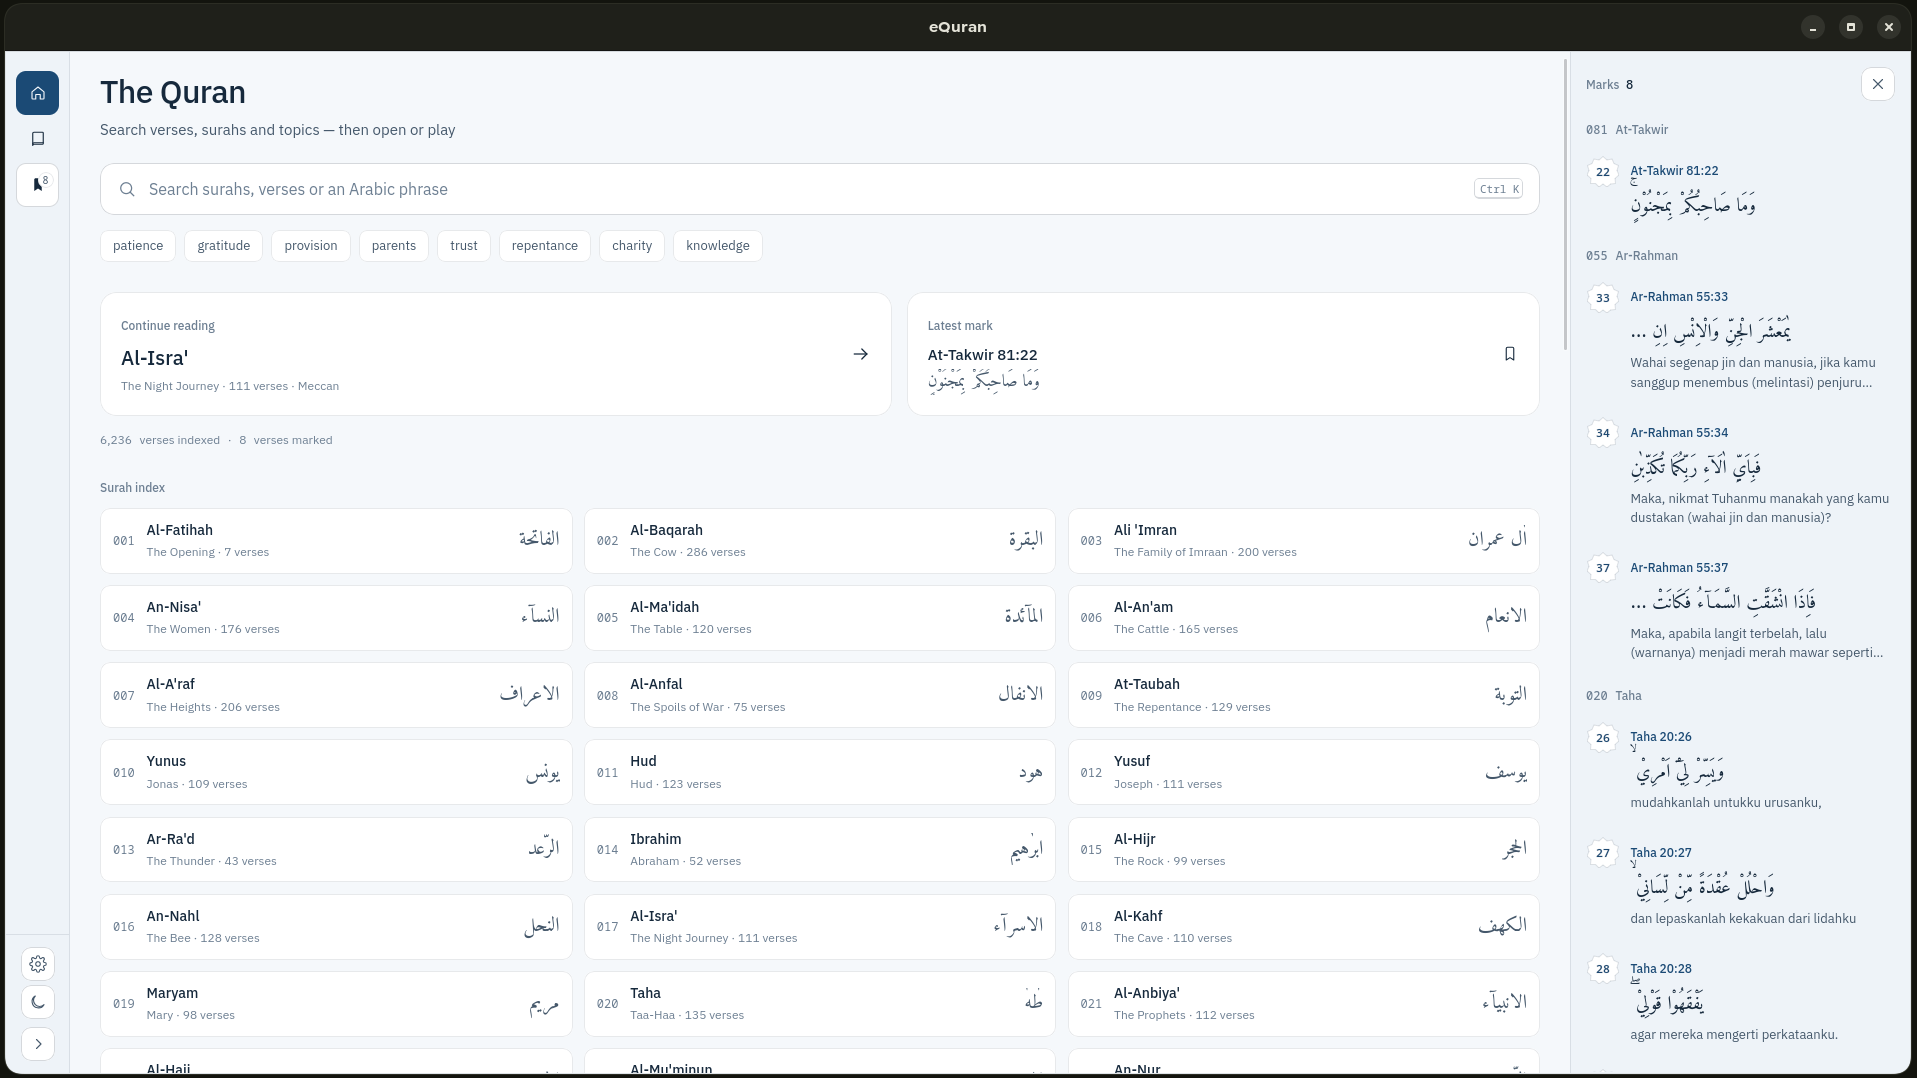 eQuran
The Quran
Search verses, surahs and topics — then open or play
Search surahs, verses or an Arabic phrase
Ctrl K
patience
gratitude
provision
parents
trust
repentance
charity
knowledge
Continue reading
Al-Isra'
The Night Journey · 111 verses · Meccan
Latest mark
At-Takwir 81:22
وَمَا صَاحِبُكُمْ بِمَجْنُوْنٍ
6,236 verses indexed · 8 verses marked
Surah index
001 Al-Fatihah الفاتحة
The Opening · 7 verses
002 Al-Baqarah البقرة
The Cow · 286 verses
003 Ali 'Imran اٰل عمران
The Family of Imraan · 200 verses
004 An-Nisa' النساۤء
The Women · 176 verses
005 Al-Ma'idah الماۤئدة
The Table · 120 verses
006 Al-An'am الانعام
The Cattle · 165 verses
007 Al-A'raf الاعراف
The Heights · 206 verses
008 Al-Anfal الانفال
The Spoils of War · 75 verses
009 At-Taubah التوبة
The Repentance · 129 verses
010 Yunus يونس
Jonas · 109 verses
011 Hud هود
Hud · 123 verses
012 Yusuf يوسف
Joseph · 111 verses
013 Ar-Ra'd الرّعد
The Thunder · 43 verses
014 Ibrahim ابرٰهيم
Abraham · 52 verses
015 Al-Hijr الحجر
The Rock · 99 verses
016 An-Nahl النحل
The Bee · 128 verses
017 Al-Isra' الاسراۤء
The Night Journey · 111 verses
018 Al-Kahf الكهف
The Cave · 110 verses
019 Maryam مريم
Mary · 98 verses
020 Taha طٰهٰ
Taa-Haa · 135 verses
021 Al-Anbiya' الانبياۤء
The Prophets · 112 verses
Al-Hajj
Al-Mu'minun
An-Nur
8
Marks 8
081 At-Takwir
22 At-Takwir 81:22
وَمَا صَاحِبُكُمْ بِمَجْنُوْنٍۚ
055 Ar-Rahman
33 Ar-Rahman 55:33
يٰمَعْشَرَ الْجِنِّ وَالْاِنْسِ اِنِ ...
Wahai segenap jin dan manusia, jika kamu
sanggup menembus (melintasi) penjuru…
34 Ar-Rahman 55:34
فَبِاَيِّ اٰلَاۤءِ رَبِّكُمَا تُكَذِّبٰنِ
Maka, nikmat Tuhanmu manakah yang kamu
dustakan (wahai jin dan manusia)?
37 Ar-Rahman 55:37
فَاِذَا انْشَقَّتِ السَّمَاۤءُ فَكَانَتْ ...
Maka, apabila langit terbelah, lalu
(warnanya) menjadi merah mawar seperti…
020 Taha
26 Taha 20:26
وَيَسِّرْ لِيْٓ اَمْرِيْۙ
mudahkanlah untukku urusanku,
27 Taha 20:27
وَاحْلُلْ عُقْدَةً مِّنْ لِّسَانِيْۙ
dan lepaskanlah kekakuan dari lidahku
28 Taha 20:28
يَفْقَهُوْا قَوْلِيْۖ
agar mereka mengerti perkataanku.